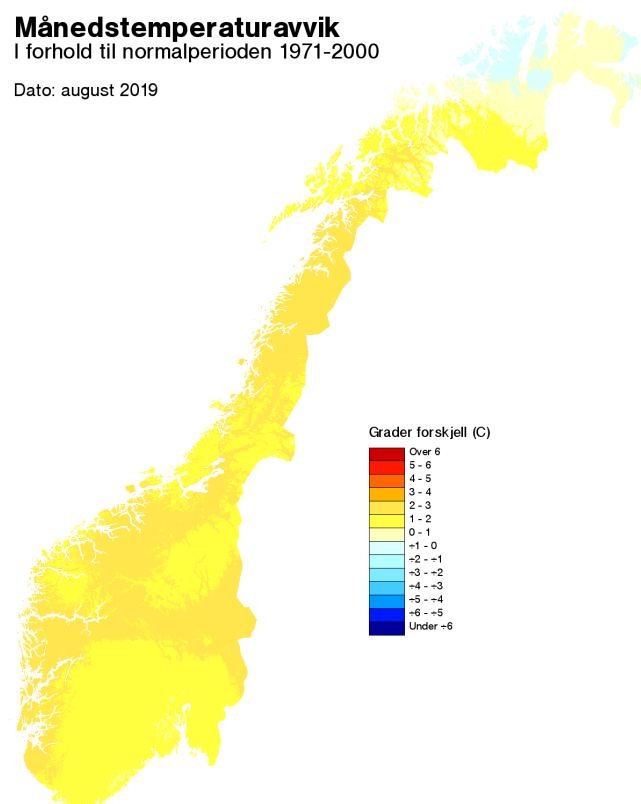 Månedstemperaturavvik
I forhold til normalperioden 1971-2000
Dato: august 2019
Grader forskjell (C)
Over 6
5 - 6
4 - 5
3 - 4
2 - 3
1 - 2
0 - 1
÷1 - 0
÷2 - ÷1
÷3 - ÷2
÷4 - ÷3
÷5 - ÷4
÷6 - ÷5
Under ÷6